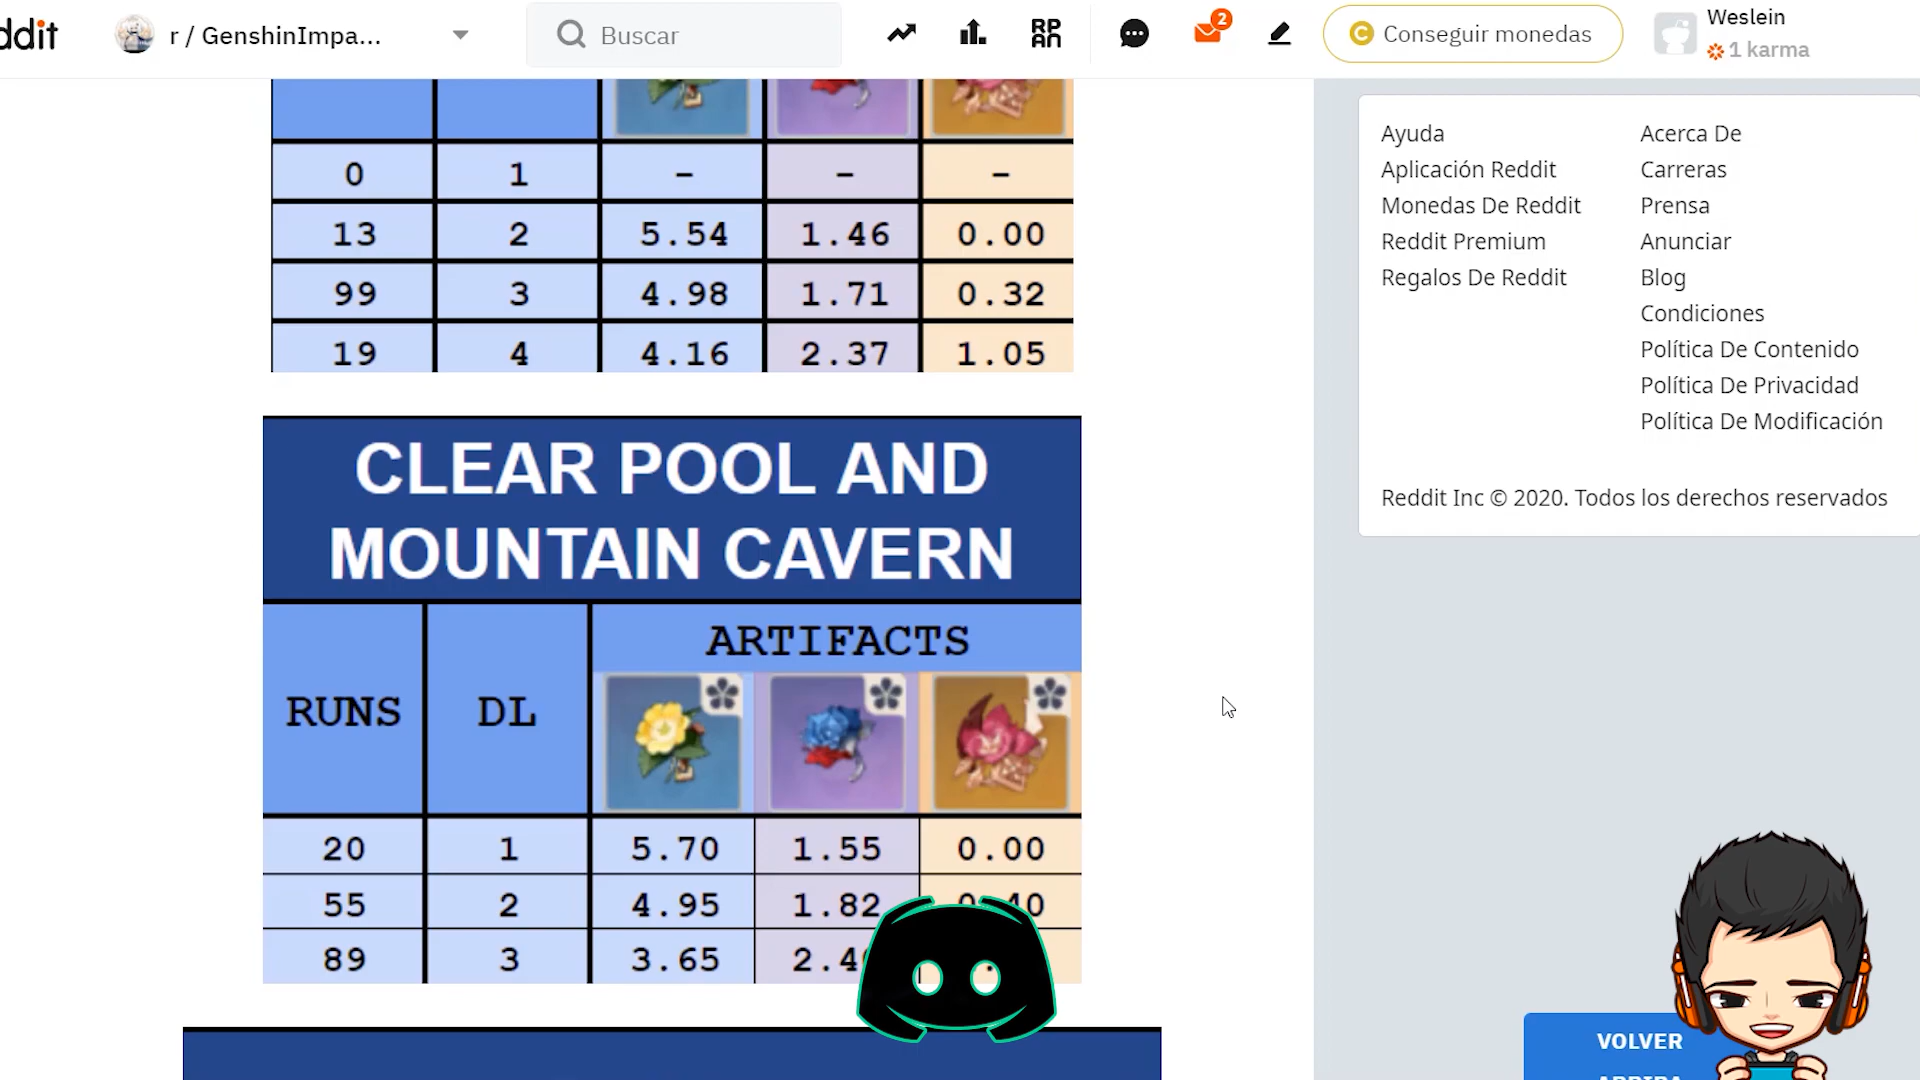 ddit r / GenshinImpa... Buscar RPAN 2 Conseguir monedas Weslein
1 karma
0 1 – – –
13 2 5.54 1.46 0.00
99 3 4.98 1.71 0.32
19 4 4.16 2.37 1.05
CLEAR POOL AND
MOUNTAIN CAVERN
RUNS DL ARTIFACTS
20 1 5.70 1.55 0.00
55 2 4.95 1.82
89 3 3.65
Ayuda
Aplicación Reddit
Monedas De Reddit
Reddit Premium
Regalos De Reddit
Acerca De
Carreras
Prensa
Anunciar
Blog
Condiciones
Política De Contenido
Política De Privacidad
Política De Modificación
Reddit Inc © 2020. Todos los derechos reservados
VOLVER